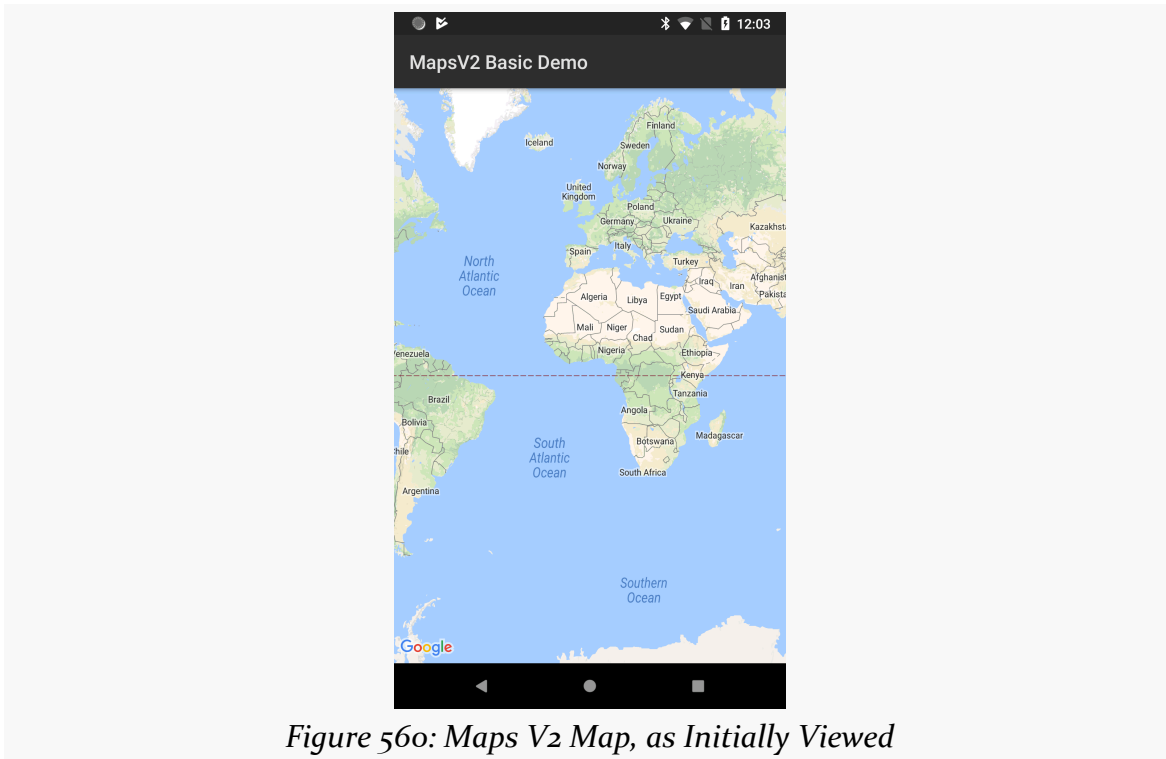 12:03
MapsV2 Basic Demo
Finland
Iceland
Sweden
Norway
United
Kingdom
Poland
Germany
Ukraine
Kazakhst
Spain
Italy
Turkey
North
Atlantic
Ocean
Iraq
Iran
Afghanist
Pakista
Algeria
Libya
Egypt
Saudi Arabia
Mali
Niger
Chad
Sudan
Nigeria
Ethiopia
Venezuela
Kenya
Brazil
Tanzania
Angola
Bolivia
Madagascar
Botswana
South
Atlantic
Ocean
hile
South Africa
Argentina
Southern
Ocean
Google
Figure 560: Maps V2 Map, as Initially Viewed